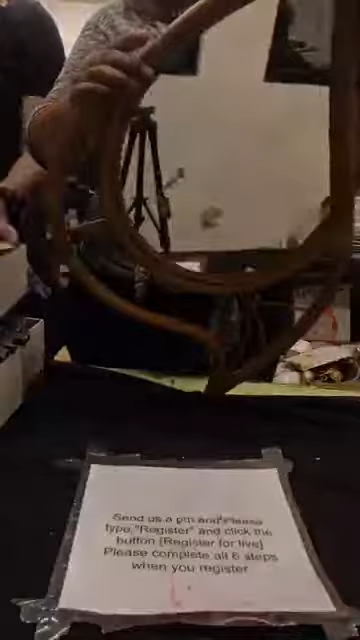 Send us a pm and Please
type,"Register" and click the
button [Register for live]
Please complete all 6 steps
when you register